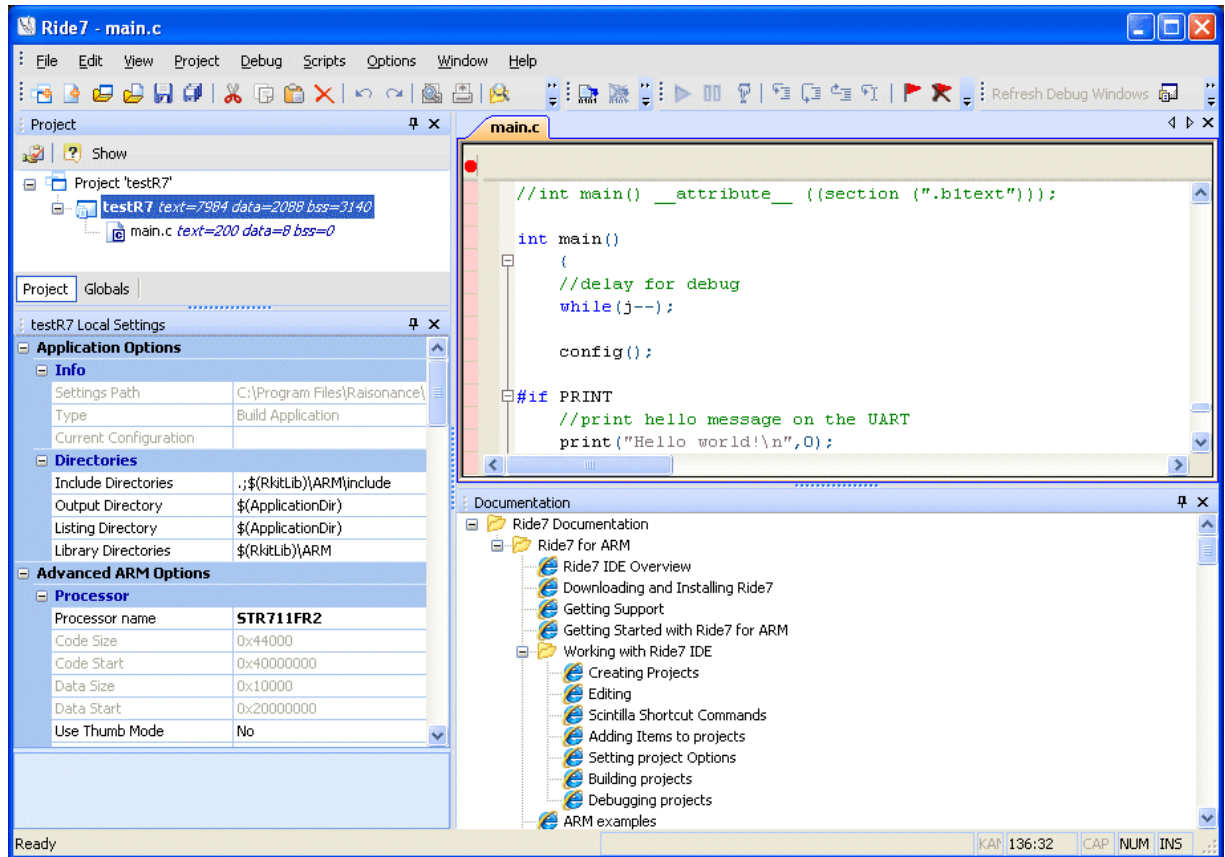 Ride7 - main.c
File Edit View Project Debug Scripts Options Window Help
Refresh Debug Windows
Project
Show
Project 'testR7'
testR7 text=7984 data=2088 bss=3140
main.c text=200 data=8 bss=0
Project Globals
testR7 Local Settings
Application Options
Info
Settings Path C:\Program Files\Raisonance\
Type Build Application
Current Configuration
Directories
Include Directories .;$(RkitLib)\ARM\include
Output Directory $(ApplicationDir)
Listing Directory $(ApplicationDir)
Library Directories $(RkitLib)\ARM
Advanced ARM Options
Processor
Processor name STR711FR2
Code Size 0x44000
Code Start 0x40000000
Data Size 0x10000
Data Start 0x20000000
Use Thumb Mode No
main.c
//int main() __attribute__ ((section (".b1text")));
int main()
{
//delay for debug
while(j--);
config();
#if PRINT
//print hello message on the UART
print("Hello world!\n",0);
Documentation
Ride7 Documentation
Ride7 for ARM
Ride7 IDE Overview
Downloading and Installing Ride7
Getting Support
Getting Started with Ride7 for ARM
Working with Ride7 IDE
Creating Projects
Editing
Scintilla Shortcut Commands
Adding Items to projects
Setting project Options
Building projects
Debugging projects
ARM examples
Ready 136:32 CAP NUM INS